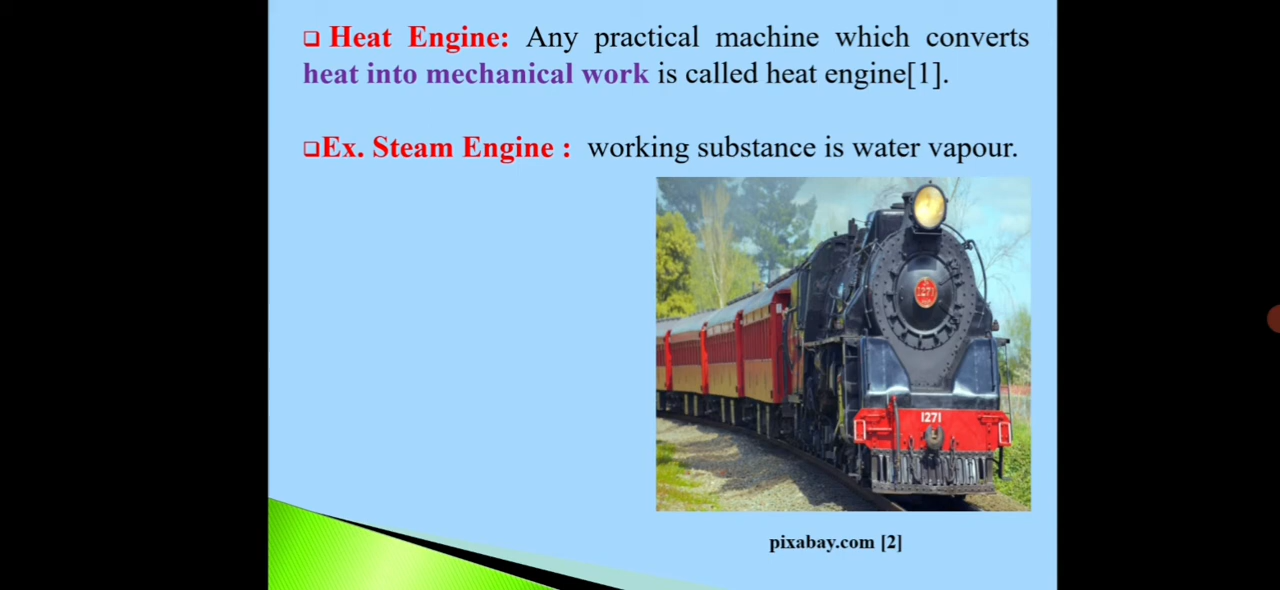 ❑ Heat Engine: Any practical machine which converts
heat into mechanical work is called heat engine[1].
❑Ex. Steam Engine : working substance is water vapour.
1271
1271
pixabay.com [2]